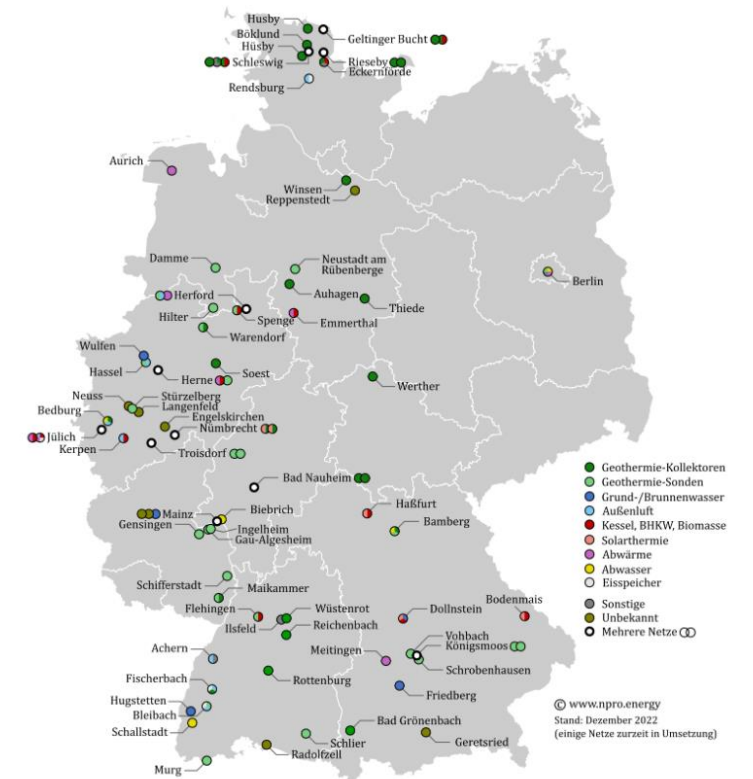 Husby
Böklund
Hüsby
Schleswig
Geltinger Bucht
Rieseby
Eckernförde
Rendsburg
Aurich
Winsen
Reppenstedt
Damme
Neustadt am
Rübenberge
Berlin
Herford
Auhagen
Thiede
Hilter
Spenge
Emmerthal
Warendorf
Wulfen
Hassel
Herne
Soest
Werther
Neuss
Stürzelberg
Langenfeld
Bedburg
Engelskirchen
Jülich
Nümbrecht
Kerpen
Troisdorf
Bad Nauheim
Mainz
Biebrich
Haßfurt
Gensingen
Ingelheim
Gau-Algesheim
Bamberg
Schifferstadt
Maikammer
Flehingen
Wüstenrot
Dollnstein
Bodenmais
Ilsfeld
Reichenbach
Vohbach
Königsmoos
Achern
Meitingen
Schrobenhausen
Fischerbach
Rottenburg
Hugstetten
Friedberg
Bleibach
Schallstadt
Bad Grönenbach
Schlier
Geretsried
Radolfzell
Murg
Geothermie-Kollektoren
Geothermie-Sonden
Grund-/Brunnenwasser
Außenluft
Kessel, BHKW, Biomasse
Solarthermie
Abwärme
Abwasser
Eisspeicher
Sonstige
Unbekannt
Mehrere Netze
© www.npro.energy
Stand: Dezember 2022
(einige Netze zurzeit in Umsetzung)